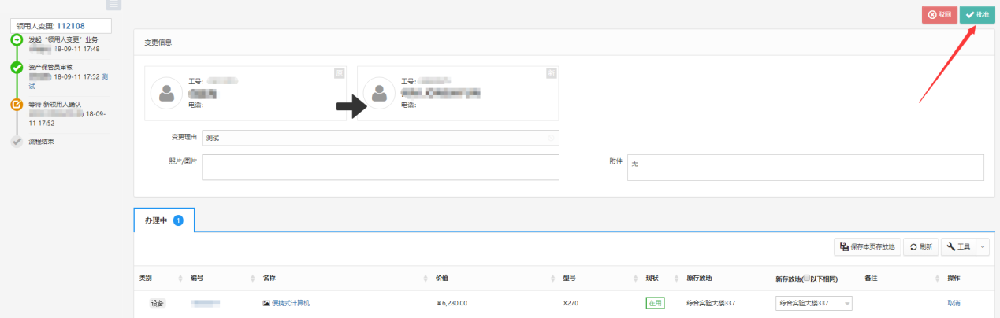 驳回
批准
领用人变更: 112108
发起“领用人变更”业务
18-09-11 17:48
资产保管员审核
18-09-11 17:52 测
试
等待 新领用人确认
18-09-
11 17:52
流程结束
变更信息
工号:
原
电话:
工号:
新
电话:
变更理由
测试
照片/图片
附件
无
办理中 1
保存本页存放地
刷新
工具
类别 编号 名称 价值 型号 现状 原存放地 新存放地(以下相同) 备注 操作
设备 便携式计算机 ¥ 6,280.00 X270 在用 综合实验大楼337 综合实验大楼337 取消